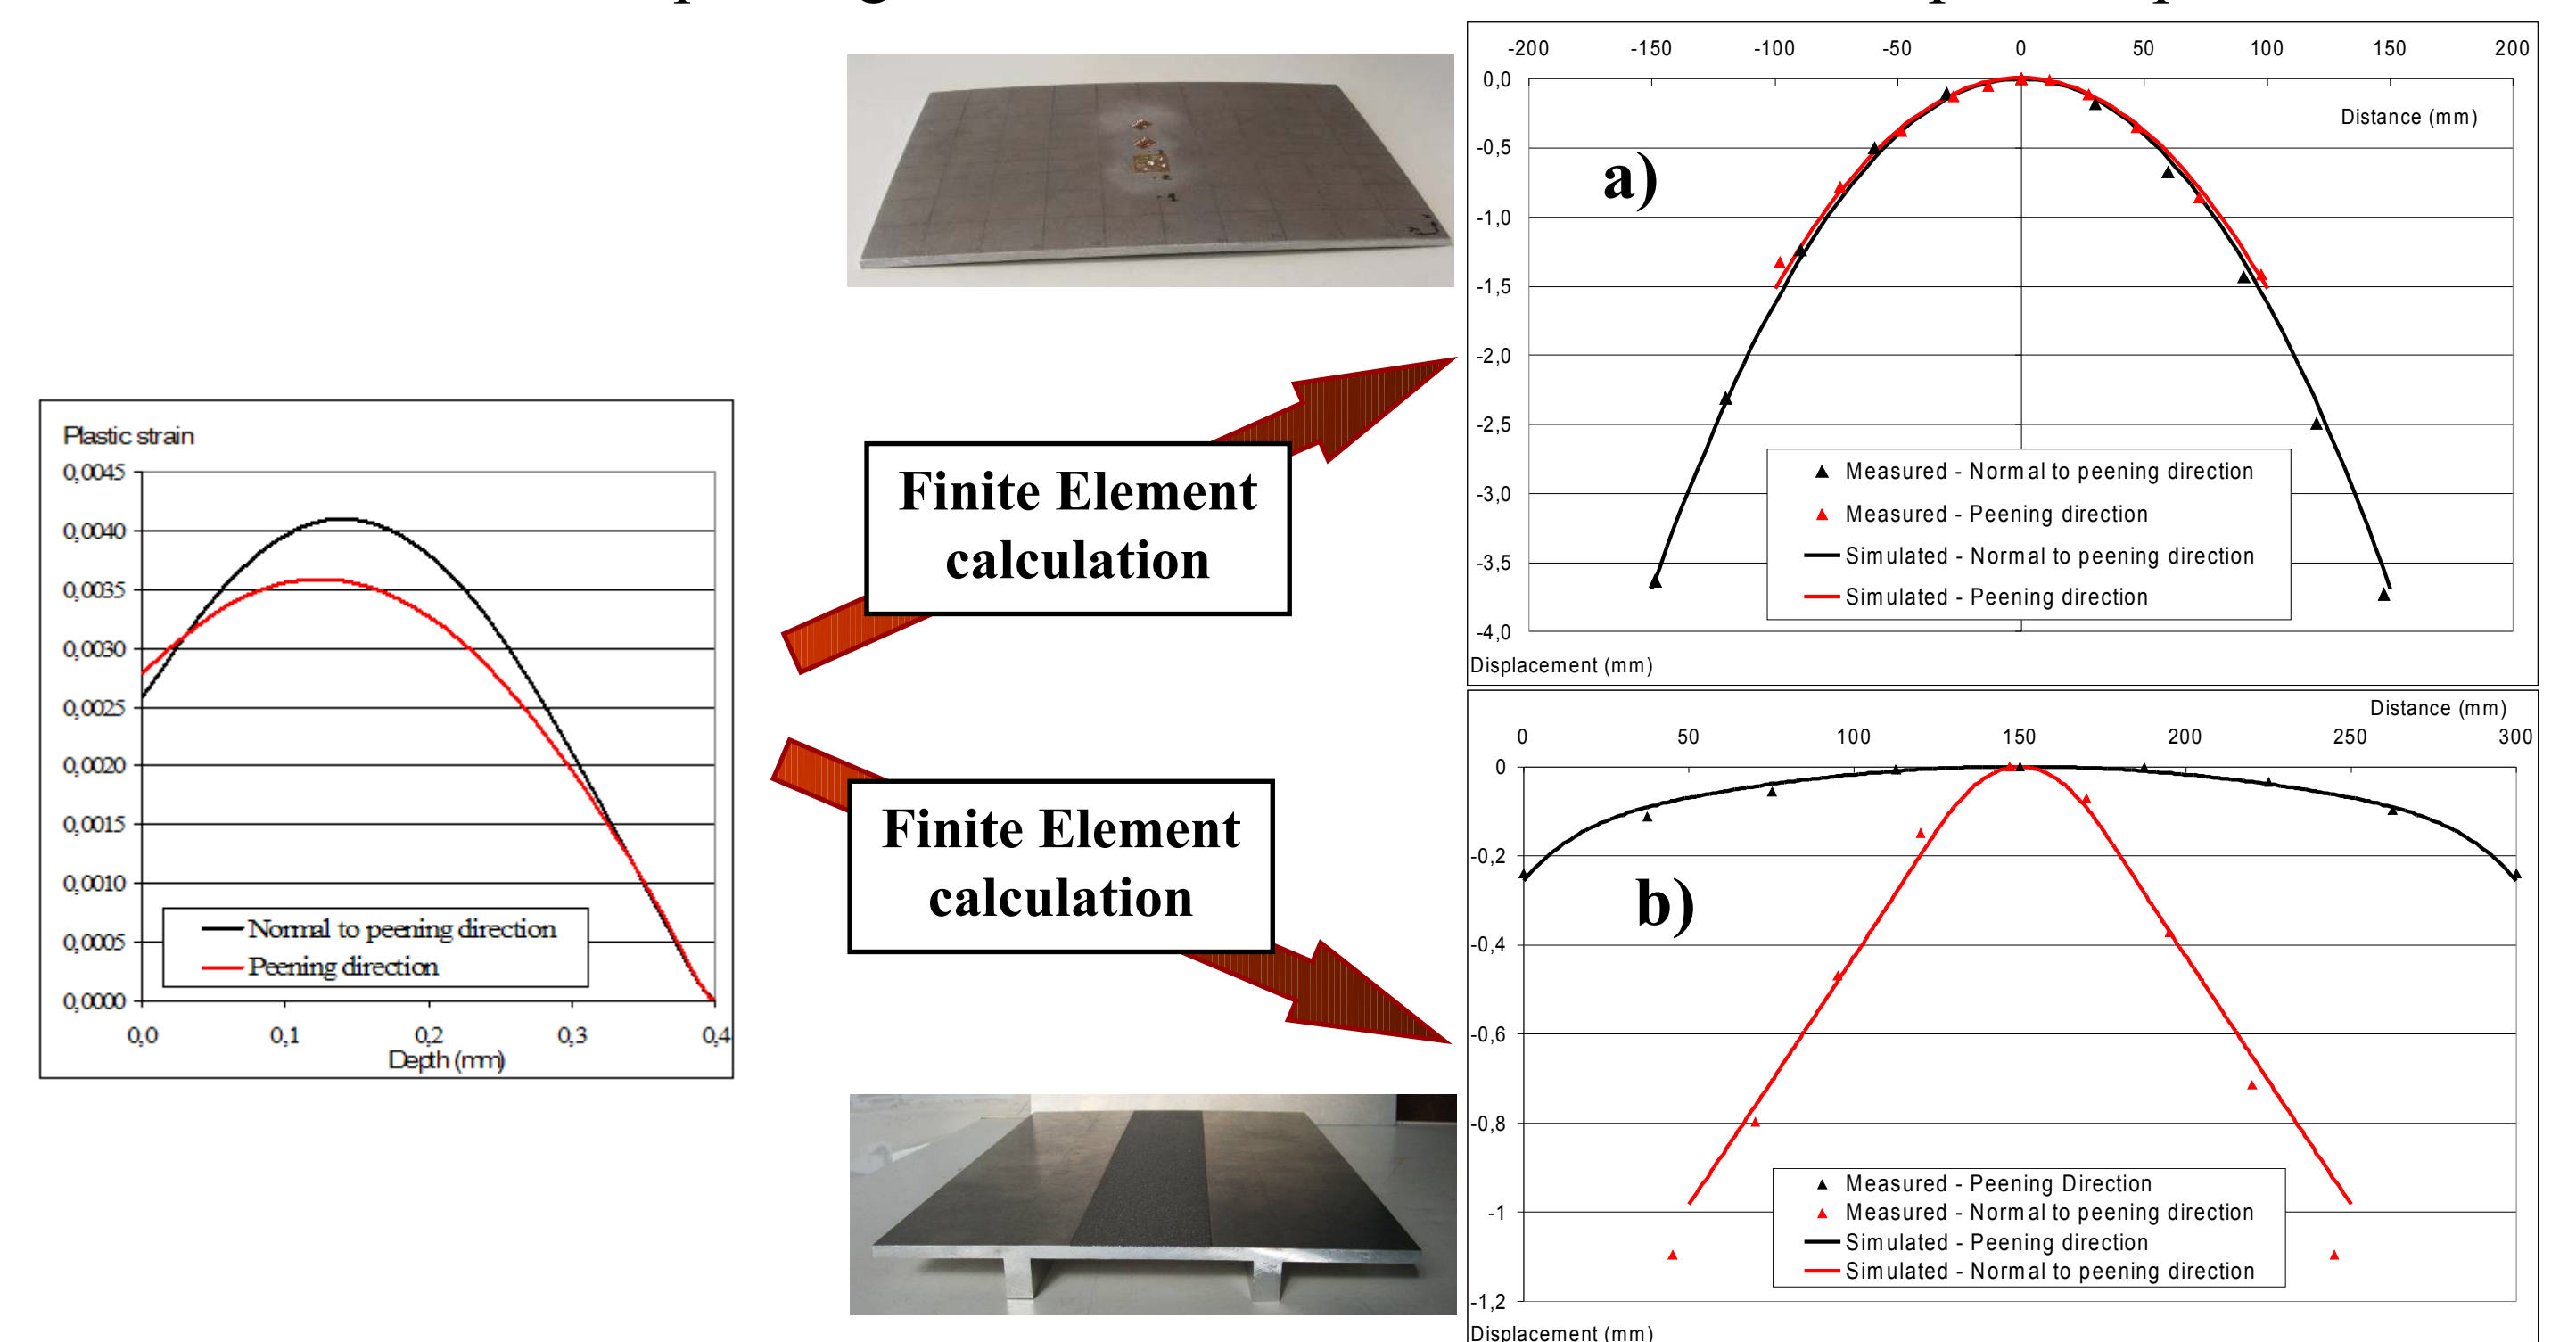 Plastic strain
0,0045
0,0040
0,0035
0,0030
0,0025
0,0020
0,0015
0,0010
0,0005
0,0000
Normal to peening direction
Peening direction
0,0 0,1 0,2 0,3 0,4
Depth (mm)
Finite Element
calculation
Finite Element
calculation
-200 -150 -100 -50 0 50 100 150 200
0,0
Distance (mm)
-0,5
a)
-1,0
-1,5
-2,0
-2,5
-3,0
-3,5
-4,0
Measured - Normal to peening direction
Measured - Peening direction
Simulated - Normal to peening direction
Simulated - Peening direction
Displacement (mm)
Distance (mm)
0 50 100 150 200 250 300
0
-0,2
b)
-0,4
-0,6
-0,8
-1
-1,2
Measured - Peening Direction
Measured - Normal to peening direction
Simulated - Peening direction
Simulated - Normal to peening direction
Displacement (mm)